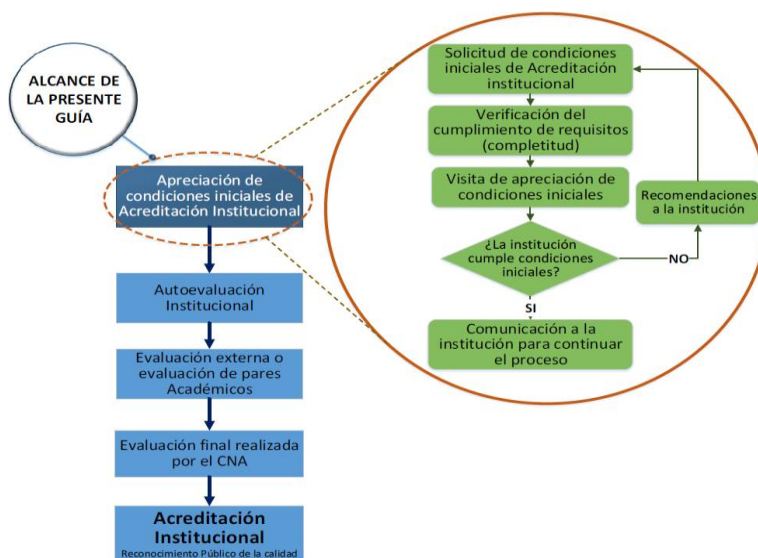 ALCANCE DE
LA PRESENTE
GUÍA
Apreciación de
condiciones iniciales de
Acreditación Institucional
Autoevaluación
Institucional
Evaluación externa o
evaluación de pares
Académicos
Evaluación final realizada
por el CNA
Acreditación
Institucional
Reconocimiento Público de la calidad
Solicitud de condiciones
iniciales de Acreditación
institucional
Verificación del
cumplimiento de requisitos
(completitud)
Visita de apreciación de
condiciones iniciales
¿La institución
cumple condiciones
iniciales?
NO
Recomendaciones
a la institución
SI
Comunicación a la
institución para continuar
el proceso